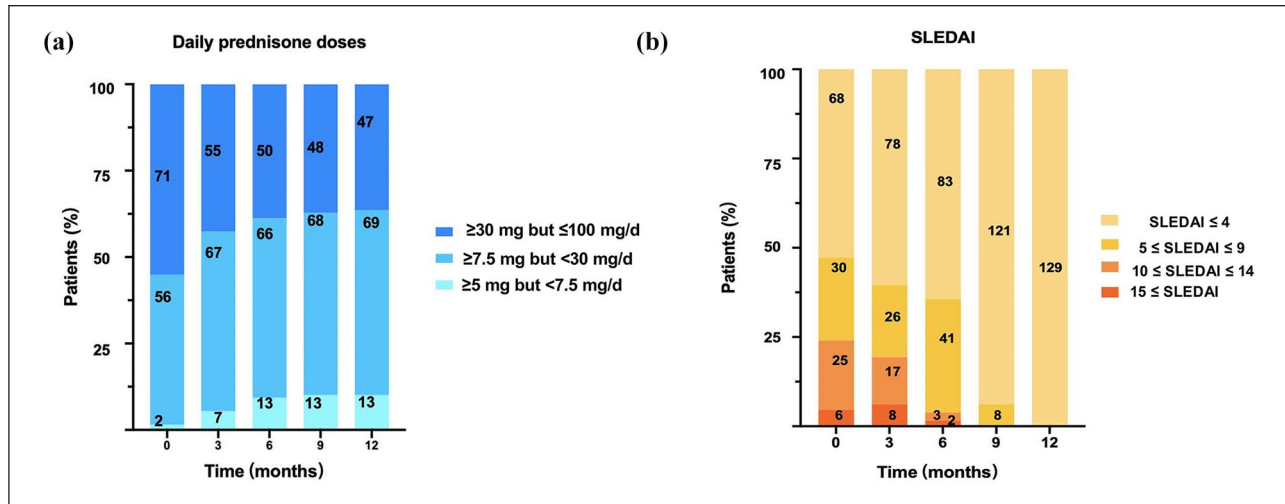 (a)
Daily prednisone doses
100
75
50
25
Patients (%)
71
55
50
48
47
56
67
66
68
69
2
7
13
13
13
0 3 6 9 12
Time (months)
≥30 mg but ≤100 mg/d
≥7.5 mg but <30 mg/d
≥5 mg but <7.5 mg/d
(b)
SLEDAI
100
75
50
25
Patients (%)
68
78
83
121
129
30
26
41
8
25
17
3
6
8
2
0 3 6 9 12
Time (months)
SLEDAI ≤ 4
5 ≤ SLEDAI ≤ 9
10 ≤ SLEDAI ≤ 14
15 ≤ SLEDAI